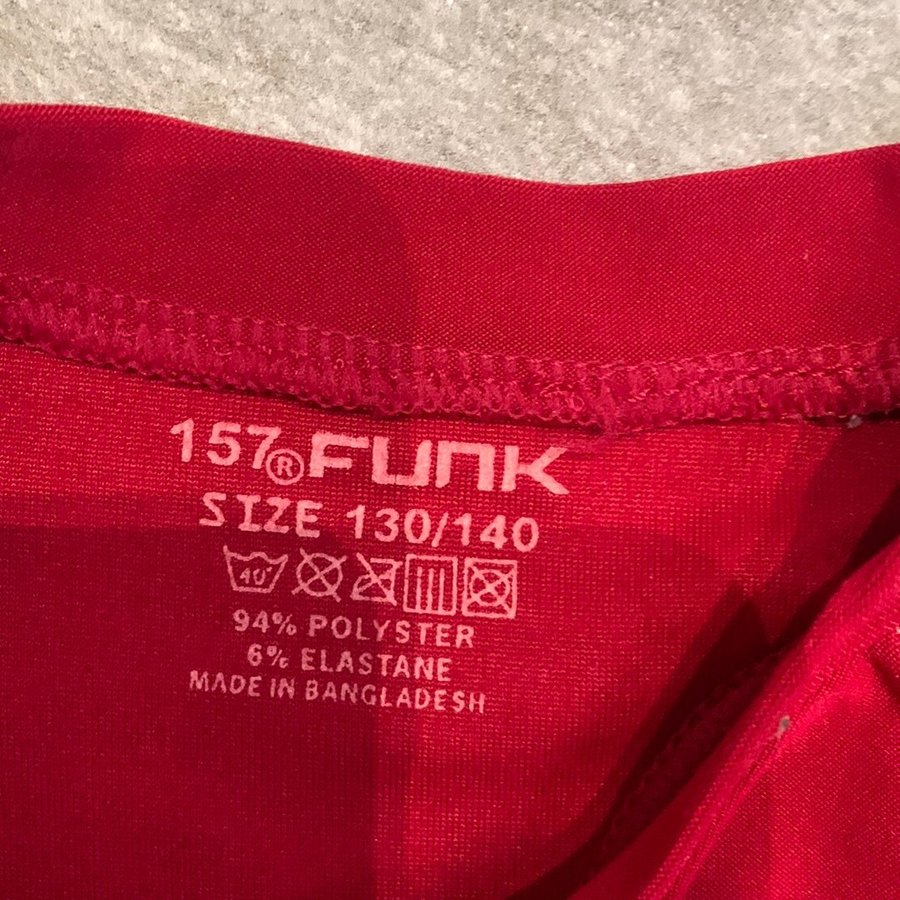 157® FUNK
SIZE 130/140
40°
94% POLYSTER
6% ELASTANE
MADE IN BANGLADESH